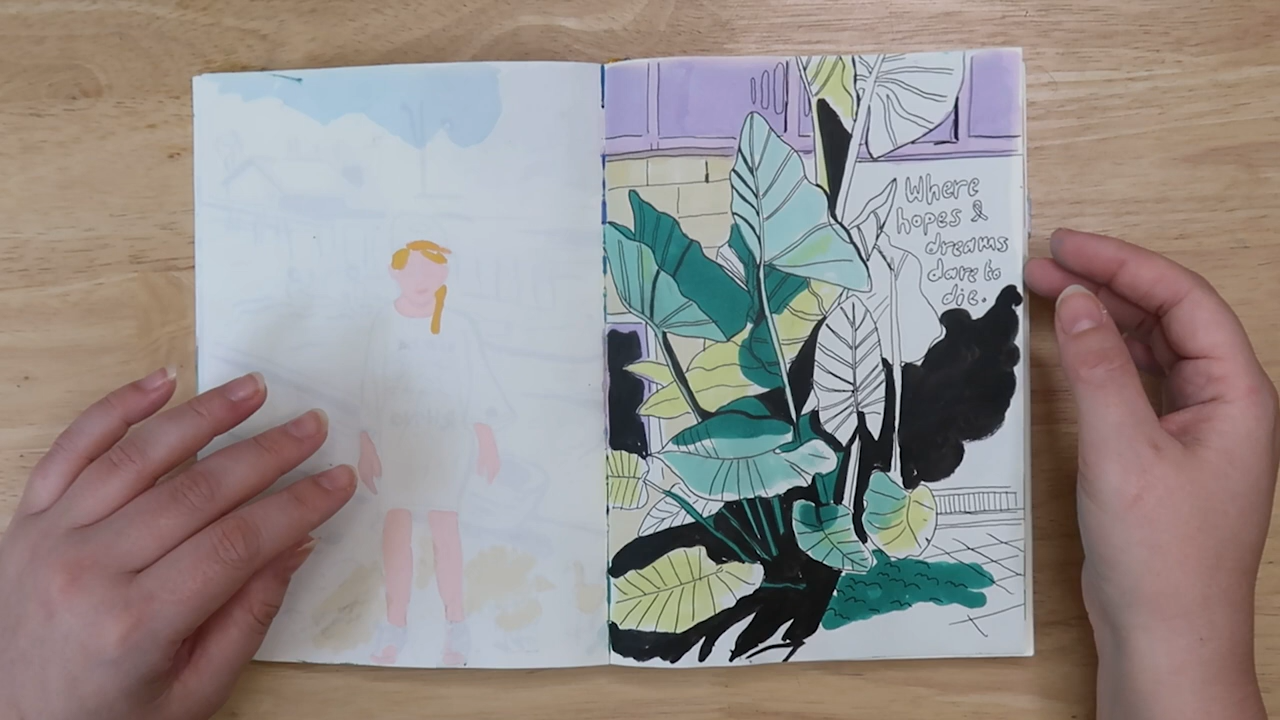 Where
hopes &
dreams
dare to
die.